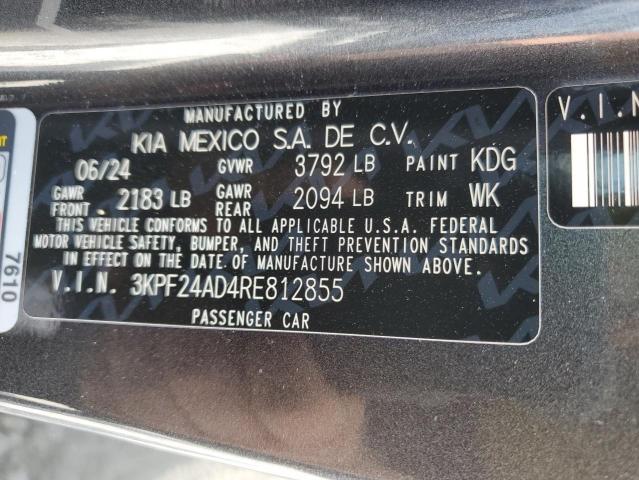 MANUFACTURED BY
KIA MEXICO S.A. DE C.V.
06/24 GVWR 3792 LB PAINT KDG
GAWR FRONT 2183 LB GAWR REAR 2094 LB TRIM WK
THIS VEHICLE CONFORMS TO ALL APPLICABLE U.S.A. FEDERAL
MOTOR VEHICLE SAFETY, BUMPER, AND THEFT PREVENTION STANDARDS
IN EFFECT ON THE DATE OF MANUFACTURE SHOWN ABOVE.
V.I.N. 3KPF24AD4RE812855
PASSENGER CAR
V.I.N
7610